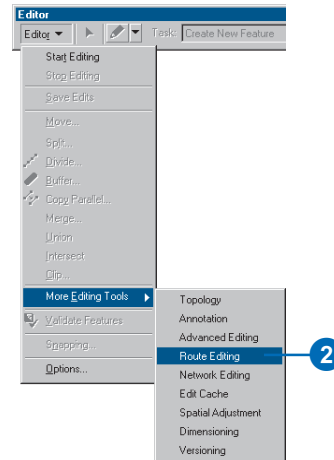 Editor
Editor
Task: Create New Feature
Start Editing
Stop Editing
Save Edits
Move...
Split...
Divide...
Buffer...
Copy Parallel...
Merge...
Union
Intersect
Clip...
More Editing Tools
Validate Features
Snapping...
Options...
Topology
Annotation
Advanced Editing
Route Editing
2
Network Editing
Edit Cache
Spatial Adjustment
Dimensioning
Versioning